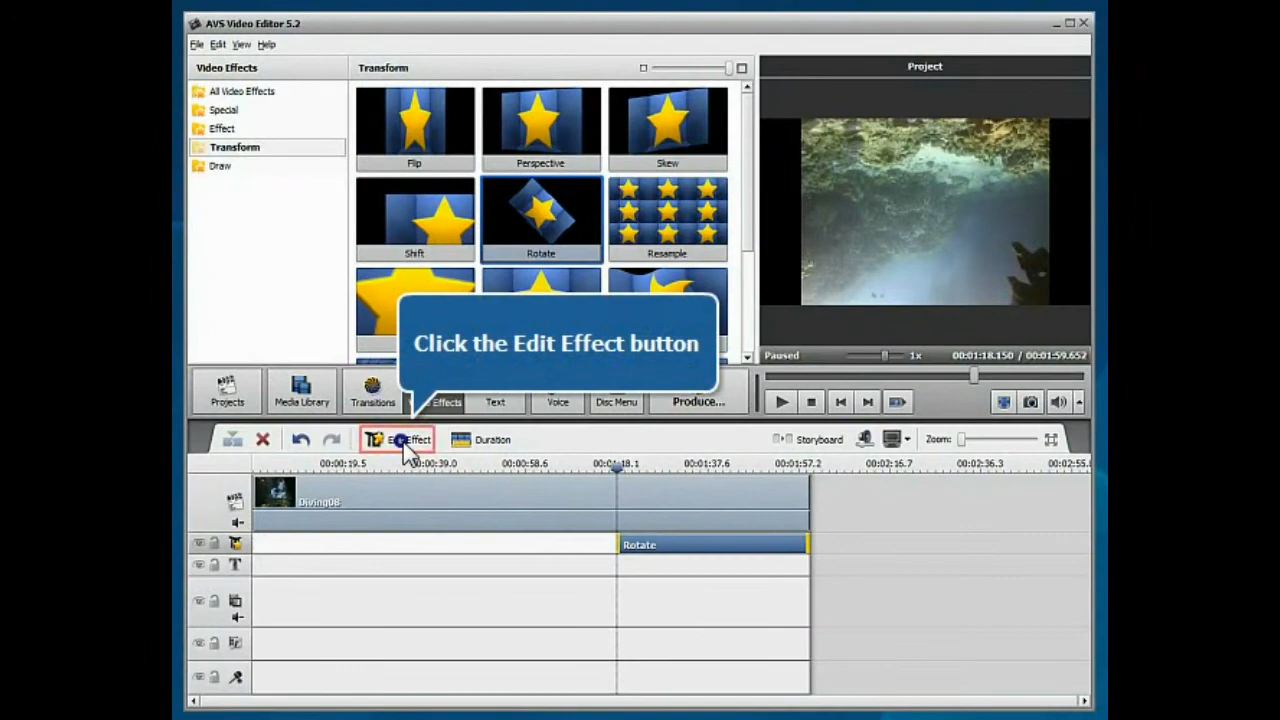 AVS Video Editor 5.2
File Edit View Help
Video Effects
Transform
Project
All Video Effects
Special
Effect
Transform
Draw
Flip
Perspective
Skew
Shift
Rotate
Resample
Click the Edit Effect button
Paused
1x
00:01:18.150 / 00:01:59.652
Projects
Media Library
Transitions
Effects
Text
Voice
Disc Menu
Produce...
Edit Effect
Duration
Storyboard
Zoom:
00:00:19.5 00:00:39.0 00:00:58.6 00:01:18.1 00:01:37.6 00:01:57.2 00:02:16.7 00:02:36.3 00:02:55.
Diving08
Rotate
T